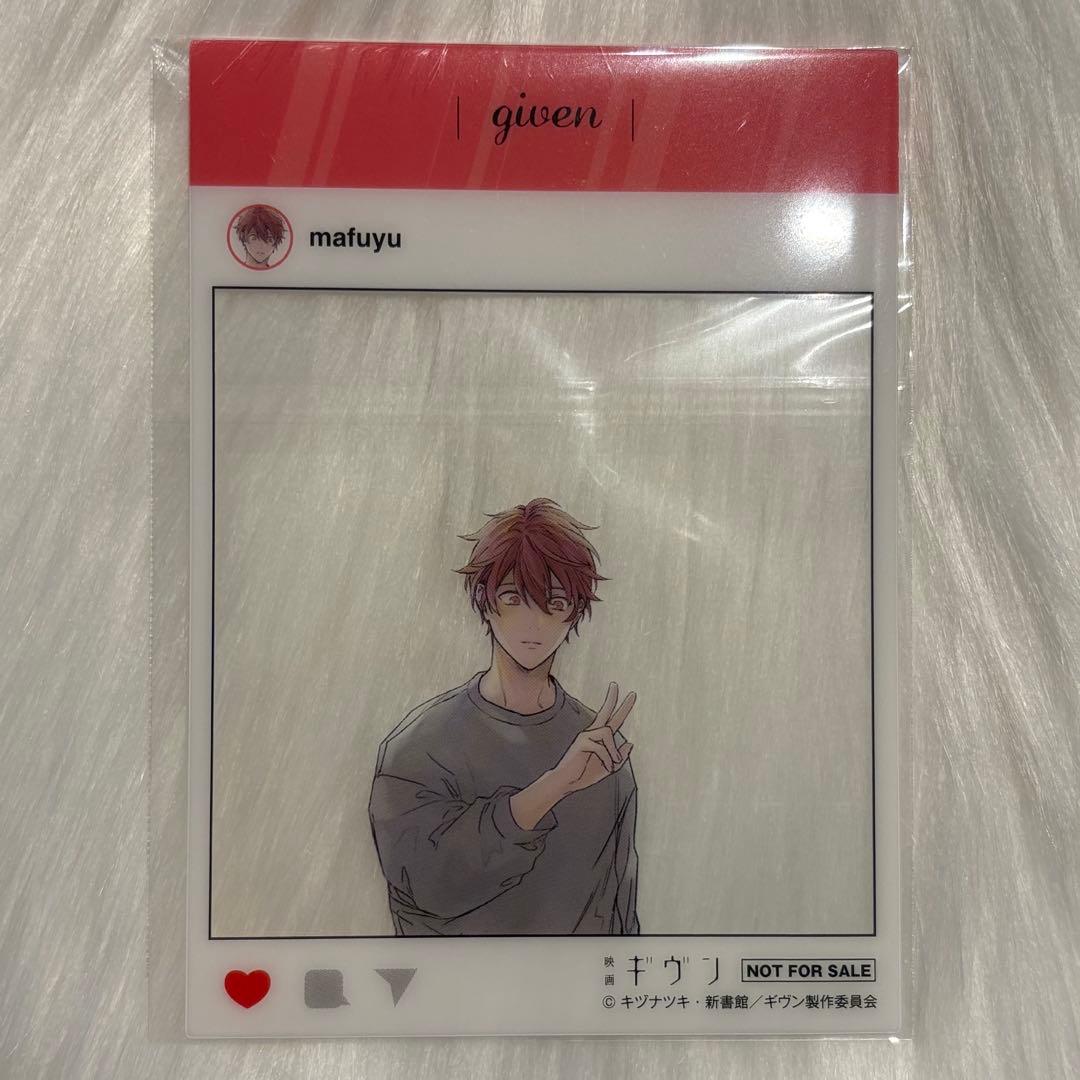 | given |
mafuyu
映画 ギヴン NOT FOR SALE
© キヅナツキ・新書館／ギヴン製作委員会